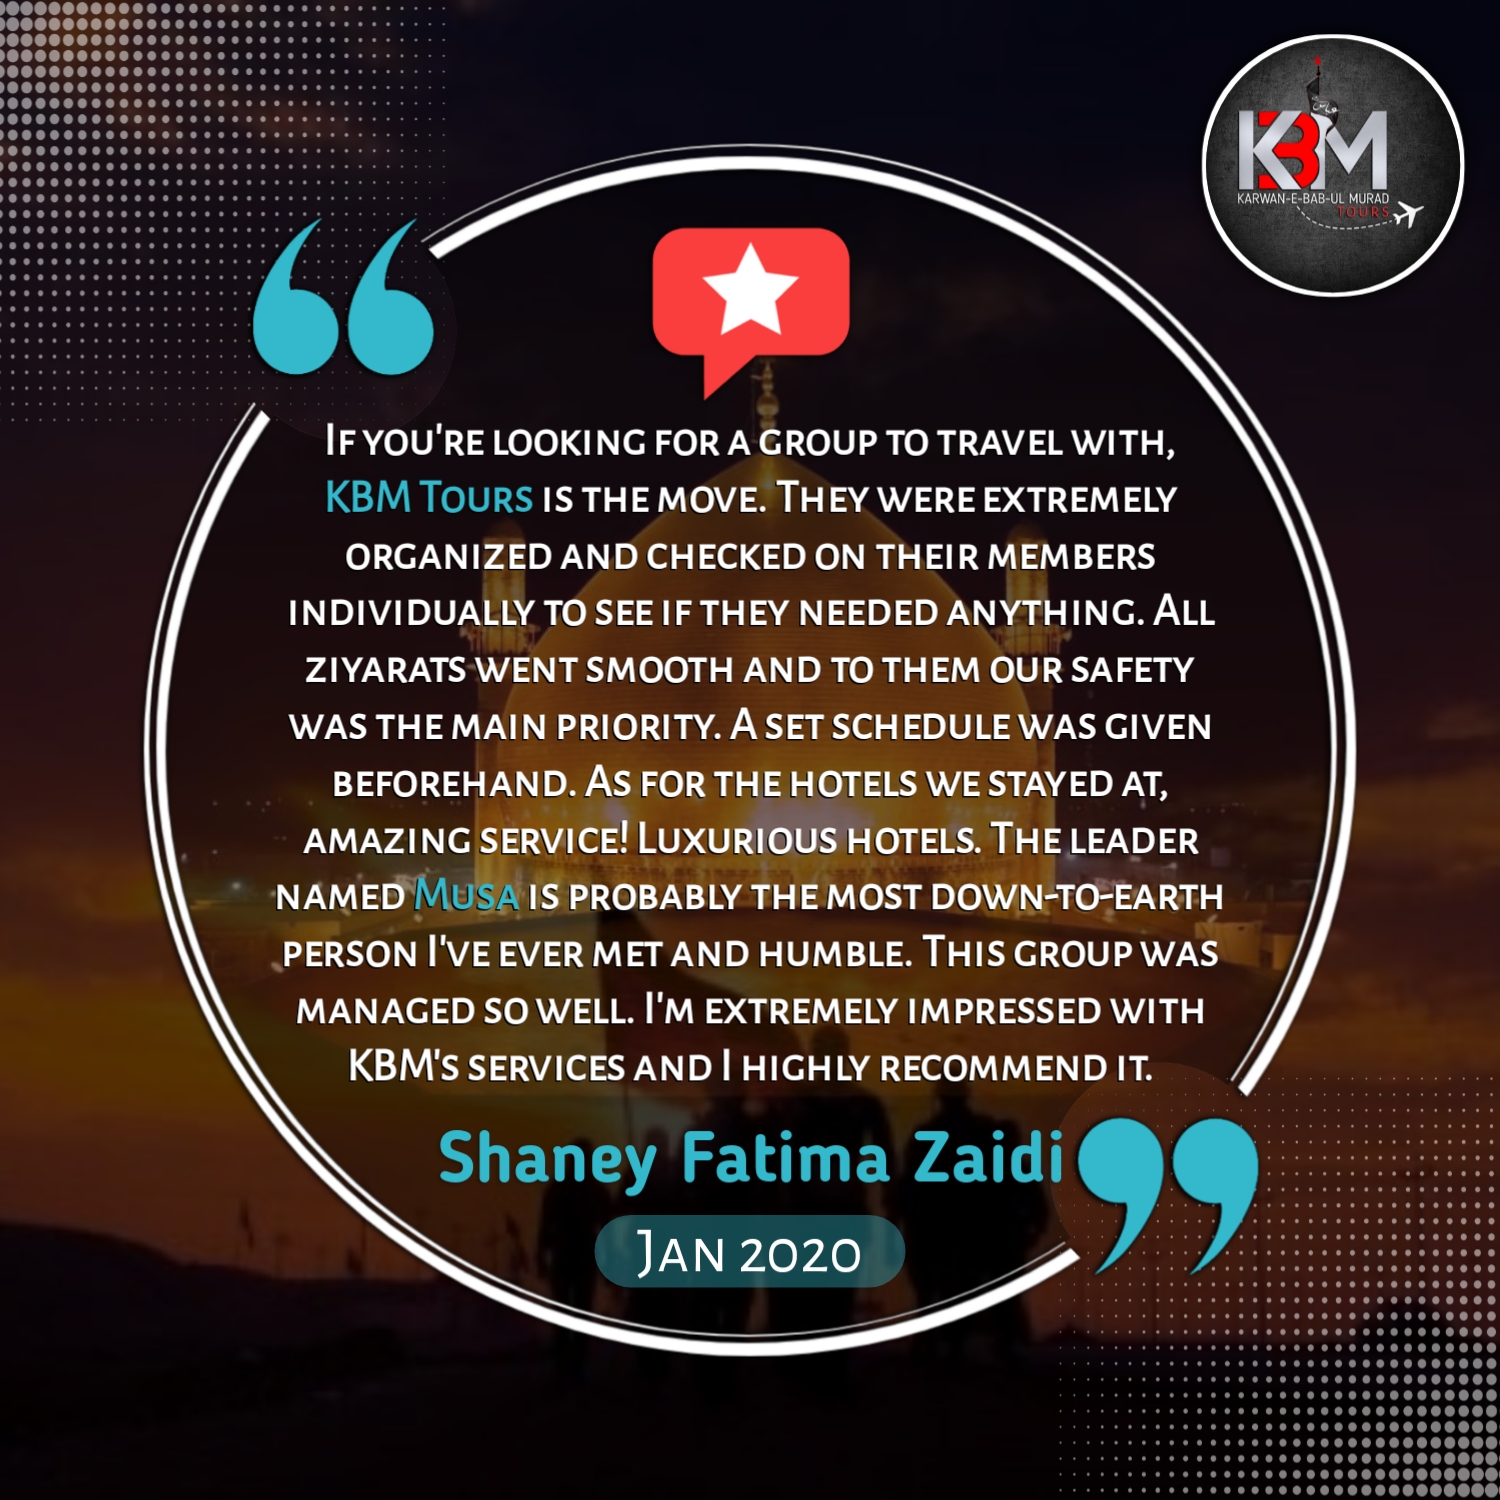 KBM
KARWAN-E-BAB-UL MURAD
TOURS
If you're looking for a group to travel with,
KBM Tours is the move. They were extremely
organized and checked on their members
individually to see if they needed anything. All
ziyarats went smooth and to them our safety
was the main priority. A set schedule was given
beforehand. As for the hotels we stayed at,
amazing service! Luxurious hotels. The leader
named Musa is probably the most down-to-earth
person I've ever met and humble. This group was
managed so well. I'm extremely impressed with
KBM's services and I highly recommend it.
Shaney Fatima Zaidi
Jan 2020